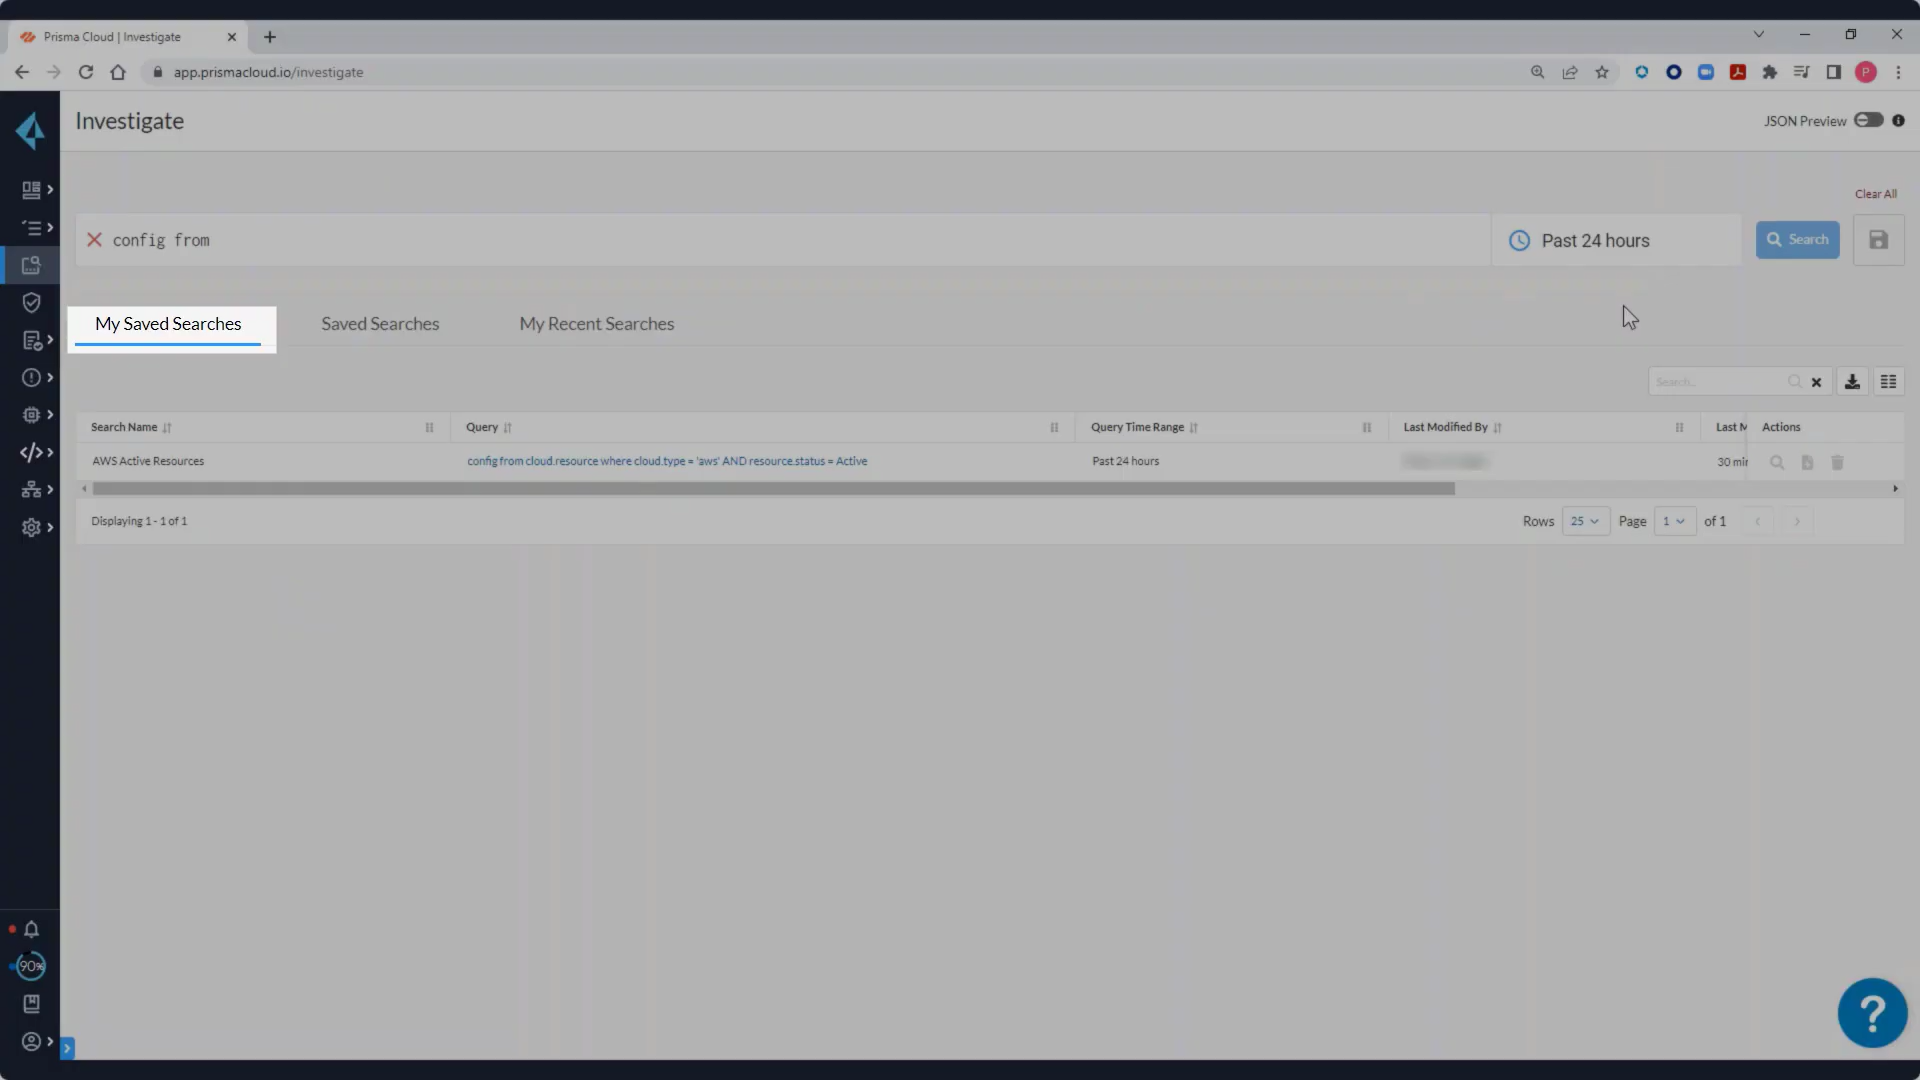 Prisma Cloud | Investigate
app.prismacloud.io/investigate
P
Investigate
JSON Preview
Clear All
config from
Past 24 hours
Search
My Saved Searches
Saved Searches
My Recent Searches
Search...
Search Name
Query
Query Time Range
Last Modified By
Last M
Actions
AWS Active Resources
config from cloud.resource where cloud.type = 'aws' AND resource.status = Active
Past 24 hours
30 min
Displaying 1 - 1 of 1
Rows 25 Page 1 of 1
90%
?